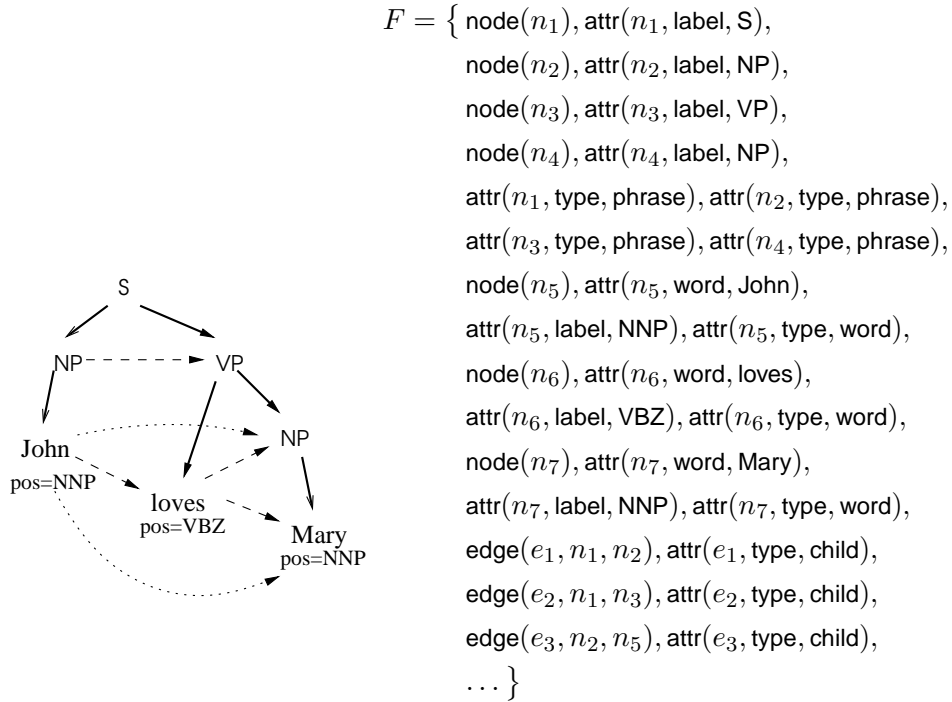 F = { node(n₁), attr(n₁, label, S),
node(n₂), attr(n₂, label, NP),
node(n₃), attr(n₃, label, VP),
node(n₄), attr(n₄, label, NP),
attr(n₁, type, phrase), attr(n₂, type, phrase),
attr(n₃, type, phrase), attr(n₄, type, phrase),
node(n₅), attr(n₅, word, John),
attr(n₅, label, NNP), attr(n₅, type, word),
node(n₆), attr(n₆, word, loves),
attr(n₆, label, VBZ), attr(n₆, type, word),
node(n₇), attr(n₇, word, Mary),
attr(n₇, label, NNP), attr(n₇, type, word),
edge(e₁, n₁, n₂), attr(e₁, type, child),
edge(e₂, n₁, n₃), attr(e₂, type, child),
edge(e₃, n₂, n₅), attr(e₃, type, child),
... }
S
NP VP
NP
John
pos=NNP
loves
pos=VBZ
Mary
pos=NNP